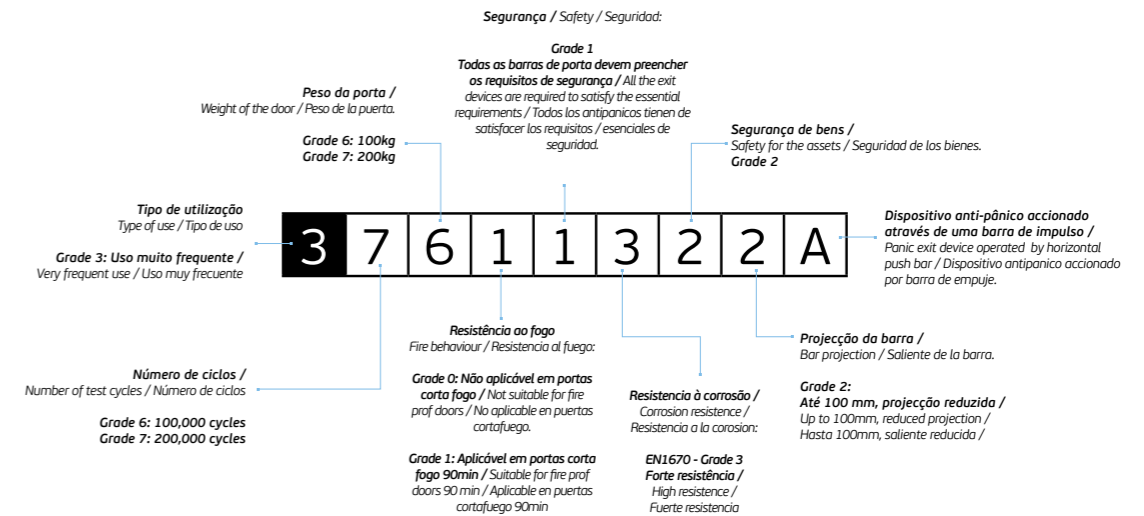 Segurança / Safety / Seguridad:
Grade 1
Todas as barras de porta devem preencher
os requisitos de segurança / All the exit
devices are required to satisfy the essential
requirements / Todos los antipanicos tienen de
satisfacer los requisitos / esenciales de
seguridad.
Peso da porta /
Weight of the door / Peso de la puerta.
Grade 6: 100kg
Grade 7: 200kg
Segurança de bens /
Safety for the assets / Seguridad de los bienes.
Grade 2
Tipo de utilização
Type of use / Tipo de uso
Grade 3: Uso muito frequente /
Very frequent use / Uso muy frecuente
3 7 6 1 1 3 2 2 A
Dispositivo anti-pânico accionado
através de uma barra de impulso /
Panic exit device operated by horizontal
push bar / Dispositivo antipanico accionado
por barra de empuje.
Número de ciclos /
Number of test cycles / Número de ciclos
Grade 6: 100,000 cycles
Grade 7: 200,000 cycles
Resistência ao fogo
Fire behaviour / Resistencia al fuego:
Grade 0: Não aplicável em portas
corta fogo / Not suitable for fire
prof doors / No aplicable en puertas
cortafuego.
Grade 1: Aplicável em portas corta
fogo 90min / Suitable for fire prof
doors 90 min / Aplicable en puertas
cortafuego 90min
Resistencia à corrosão /
Corrosion resistence /
Resistencia a la corosion:
EN1670 - Grade 3
Forte resistência /
High resistence /
Fuerte resistencia
Projecção da barra /
Bar projection / Saliente de la barra.
Grade 2:
Até 100 mm, projecção reduzida /
Up to 100mm, reduced projection /
Hasta 100mm, saliente reducida /